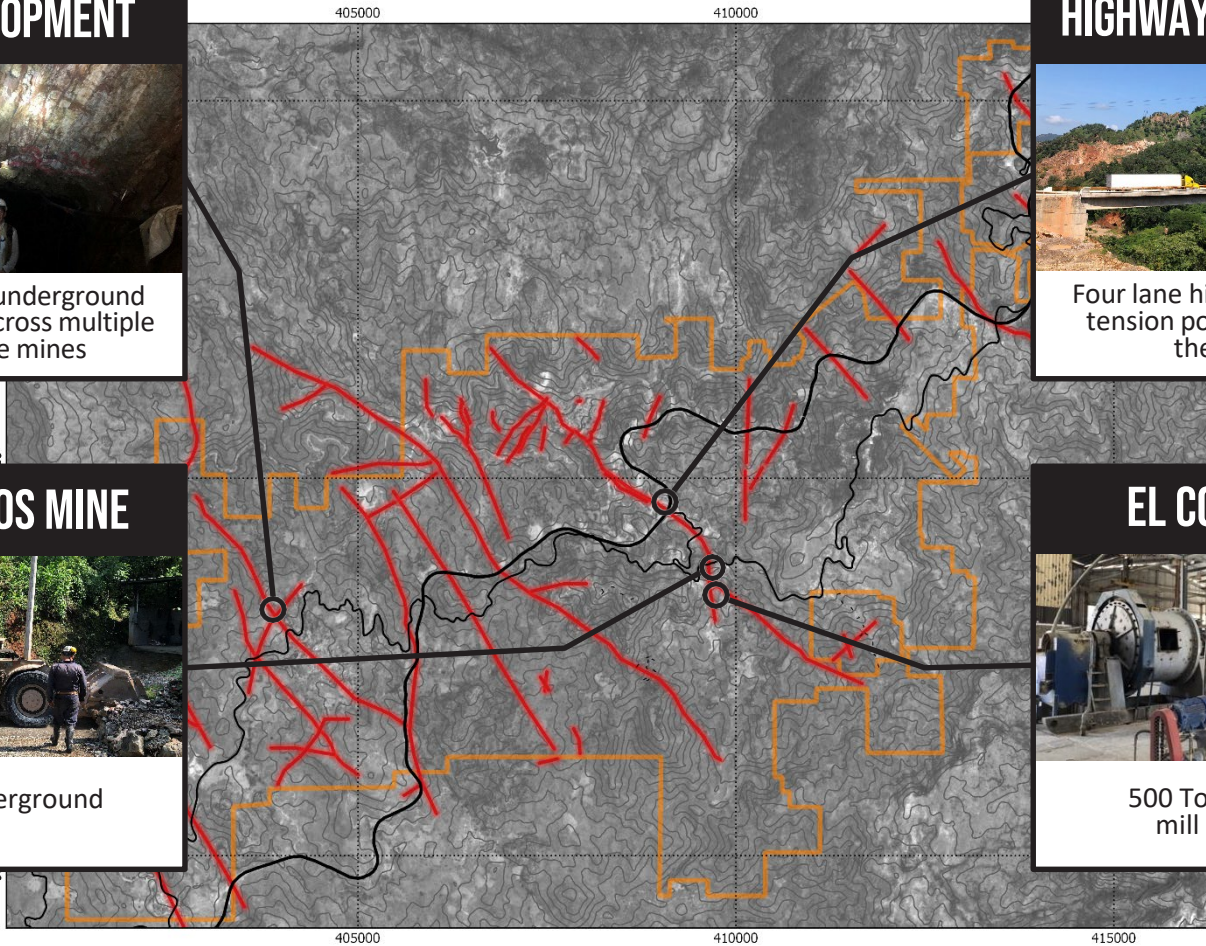 405000
410000
OPMENT
HIGHWAY
underground
cross multiple
e mines
Four lane hi
tension po
the
OS MINE
EL CO
erground
500 To
mill
405000
410000
415000